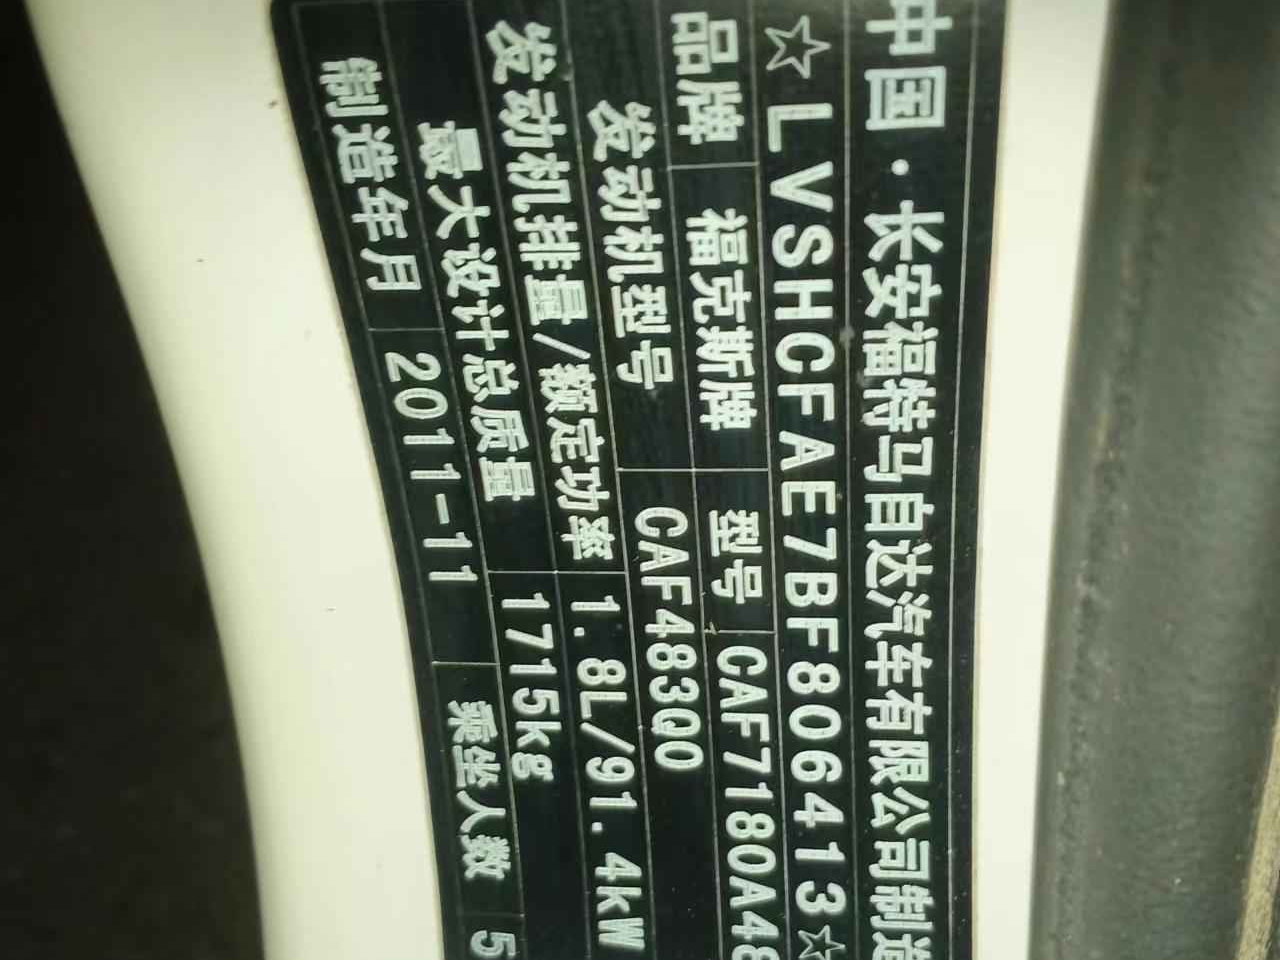 中国·长安福特马自达汽车有限公司制造
☆LVSHCFAE7BF806413☆
品牌 福克斯牌 型号 CAF7180A48
发动机型号 CAF483Q0
发动机排量/额定功率 1.8L/91.4kW
最大设计总质量 1715kg
制造年月 2011-11 乘坐人数 5